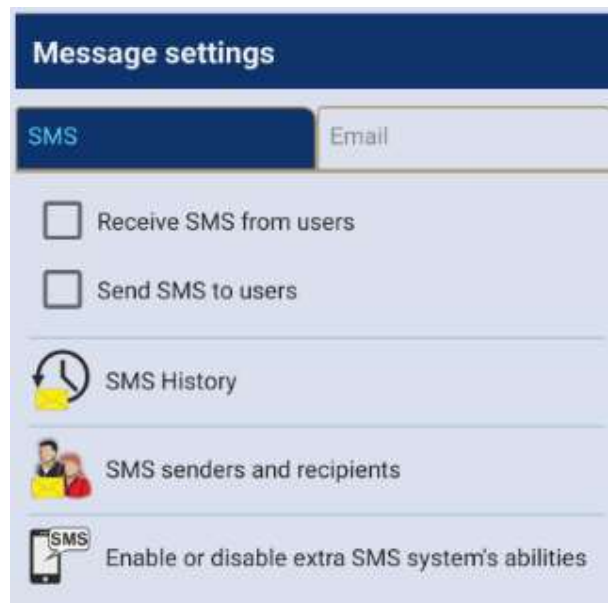 Message settings
SMS Email
Receive SMS from users
Send SMS to users
SMS History
SMS senders and recipients
SMS
Enable or disable extra SMS system's abilities